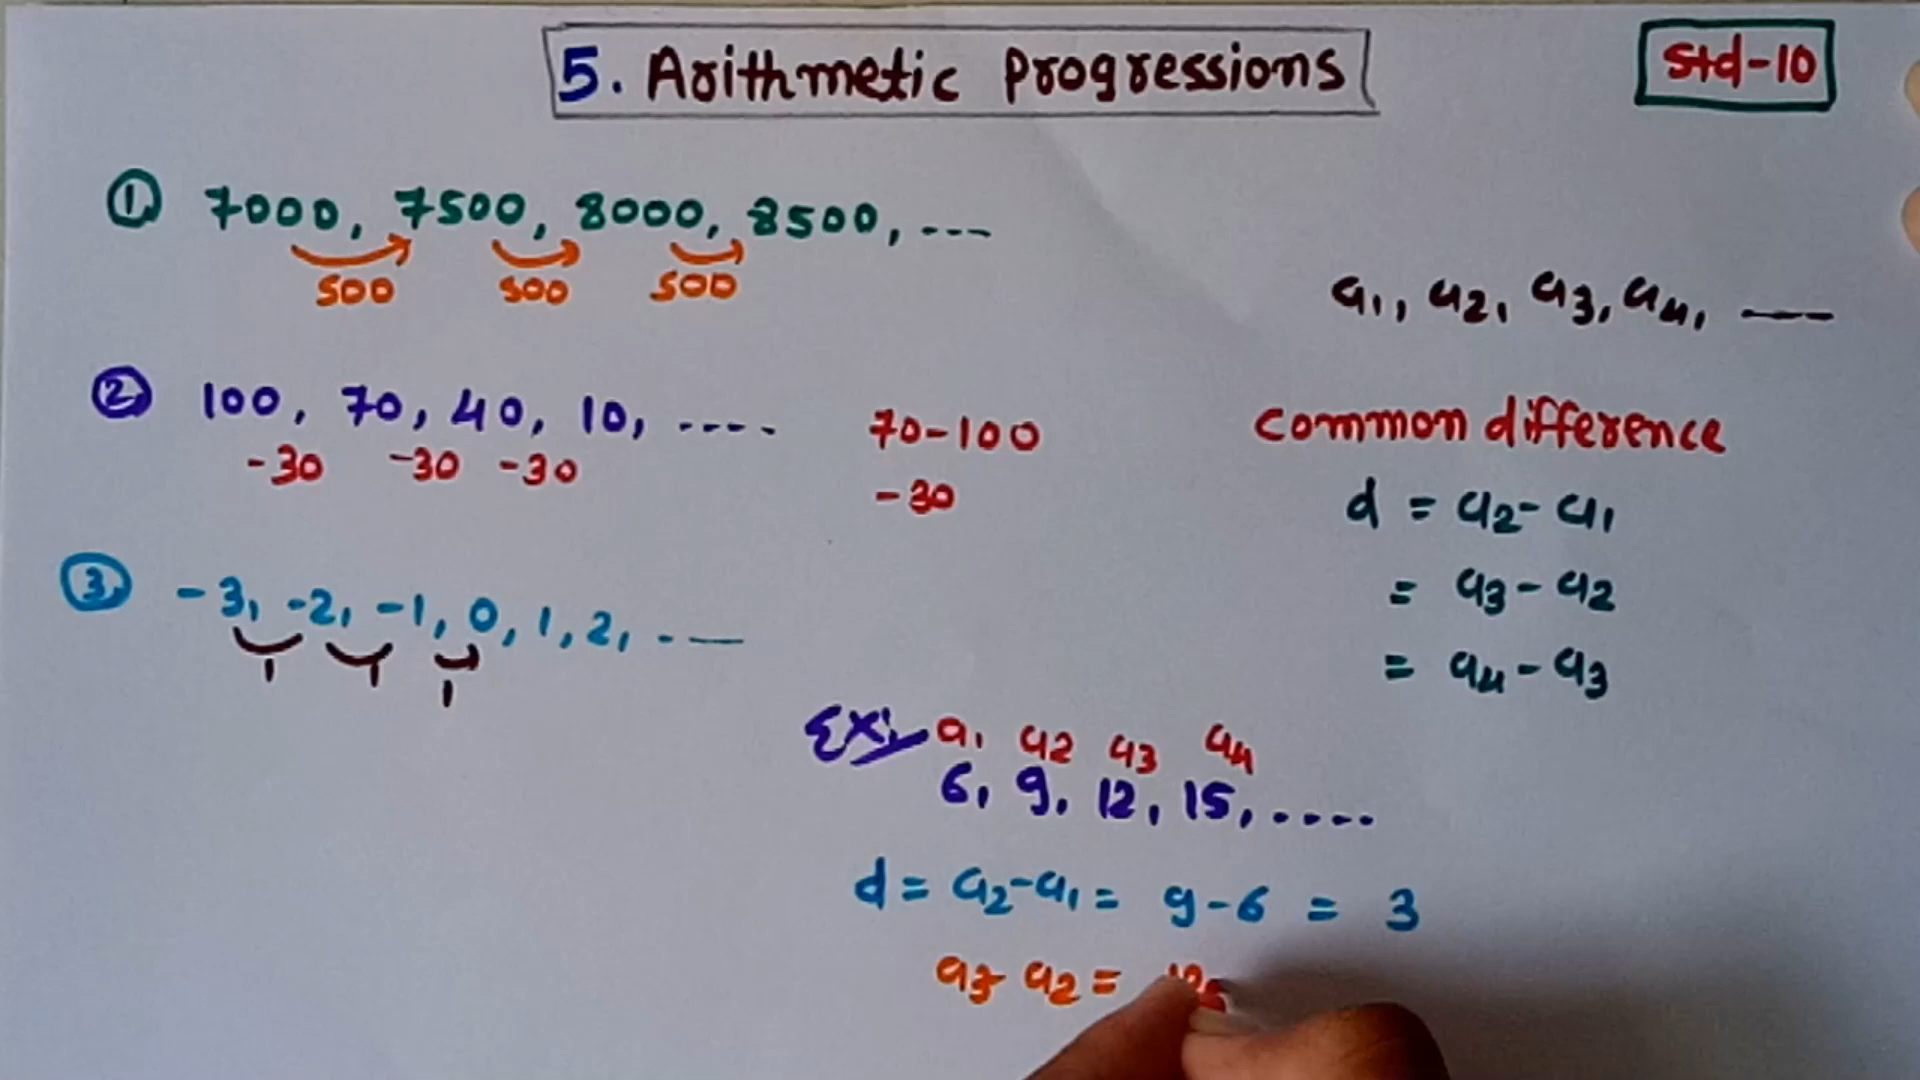 5. Arithmetic Progressions
Std-10
① 7000, 7500, 8000, 8500, ---
500 500 500
a₁, a₂, a₃, a₄, ---
② 100, 70, 40, 10, ----
-30 -30 -30
70-100
-30
common difference
d = a₂ - a₁
= a₃ - a₂
= a₄ - a₃
③ -3, -2, -1, 0, 1, 2, ---
1 1 1
Ex:
a₁ a₂ a₃ a₄
6, 9, 12, 15, ....
d = a₂-a₁ = 9-6 = 3
a₃- a₂ =